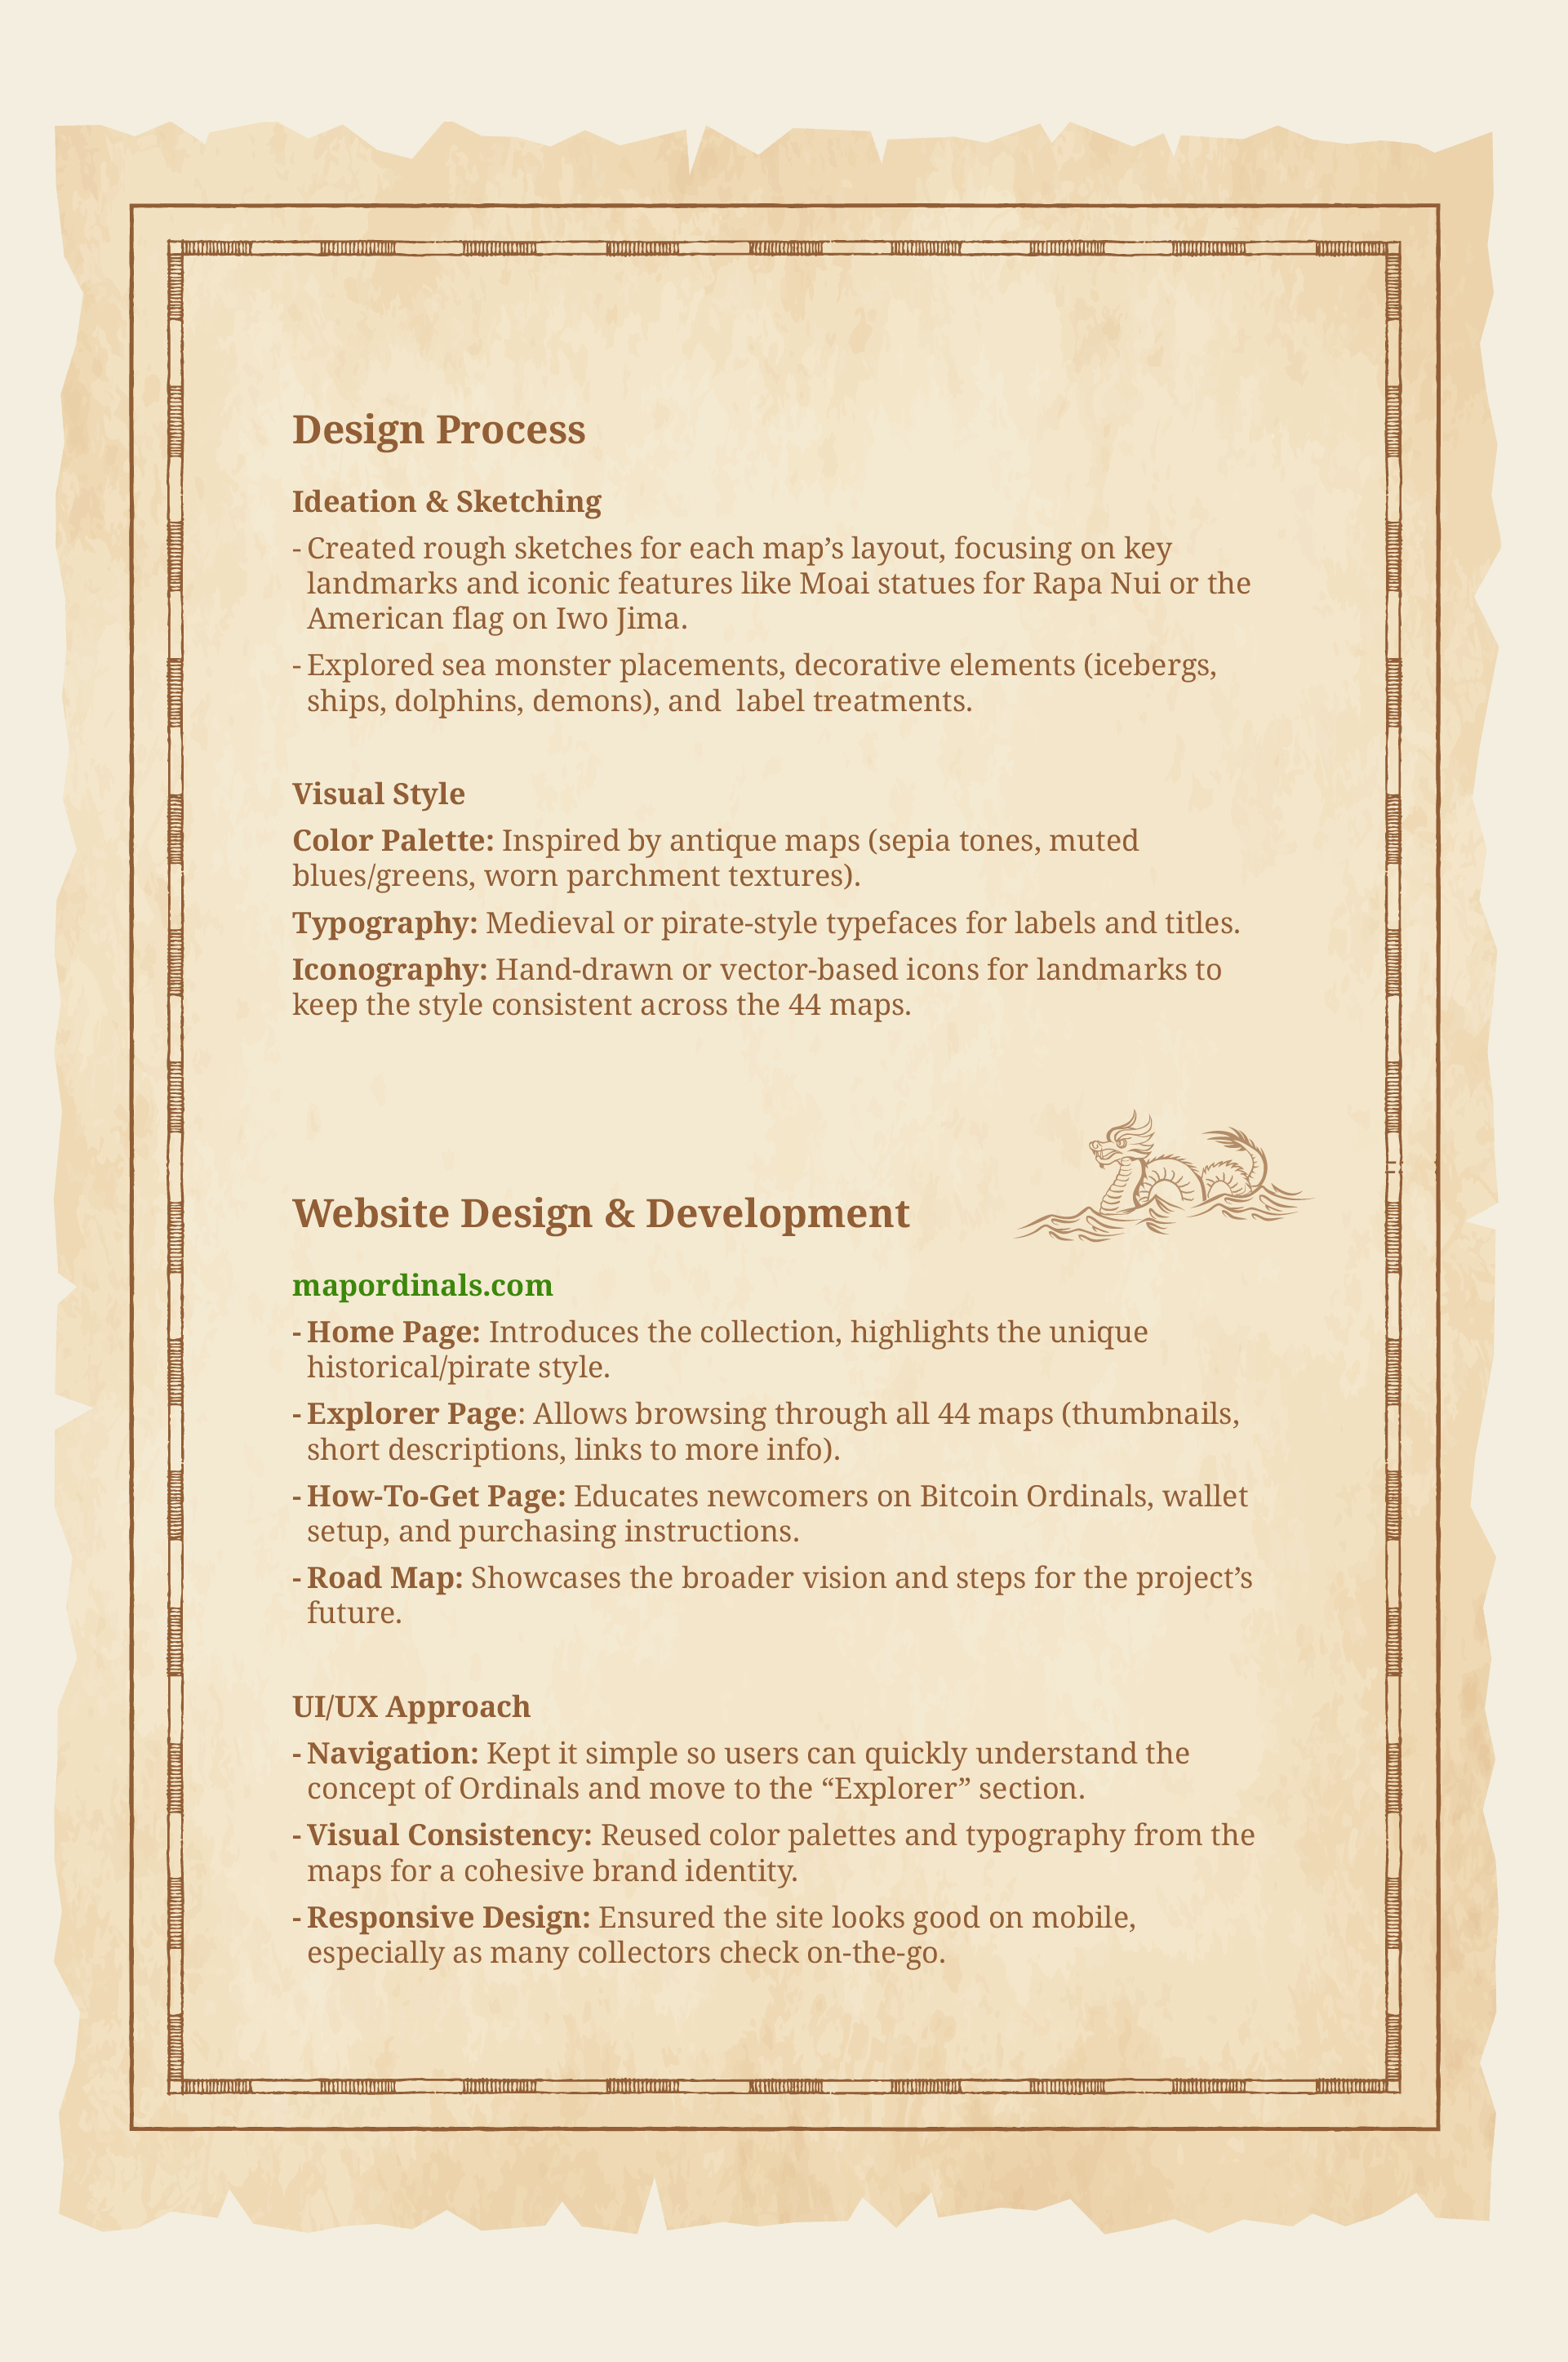 Design Process
Ideation & Sketching
- Created rough sketches for each map’s layout, focusing on key
landmarks and iconic features like Moai statues for Rapa Nui or the
American flag on Iwo Jima.
- Explored sea monster placements, decorative elements (icebergs,
ships, dolphins, demons), and  label treatments.
Visual Style
Color Palette: Inspired by antique maps (sepia tones, muted
blues/greens, worn parchment textures).
Typography: Medieval or pirate-style typefaces for labels and titles.
Iconography: Hand-drawn or vector-based icons for landmarks to
keep the style consistent across the 44 maps.
Website Design & Development
mapordinals.com
- Home Page: Introduces the collection, highlights the unique
historical/pirate style.
- Explorer Page: Allows browsing through all 44 maps (thumbnails,
short descriptions, links to more info).
- How-To-Get Page: Educates newcomers on Bitcoin Ordinals, wallet
setup, and purchasing instructions.
- Road Map: Showcases the broader vision and steps for the project’s
future.
UI/UX Approach
- Navigation: Kept it simple so users can quickly understand the
concept of Ordinals and move to the “Explorer” section.
- Visual Consistency: Reused color palettes and typography from the
maps for a cohesive brand identity.
- Responsive Design: Ensured the site looks good on mobile,
especially as many collectors check on-the-go.